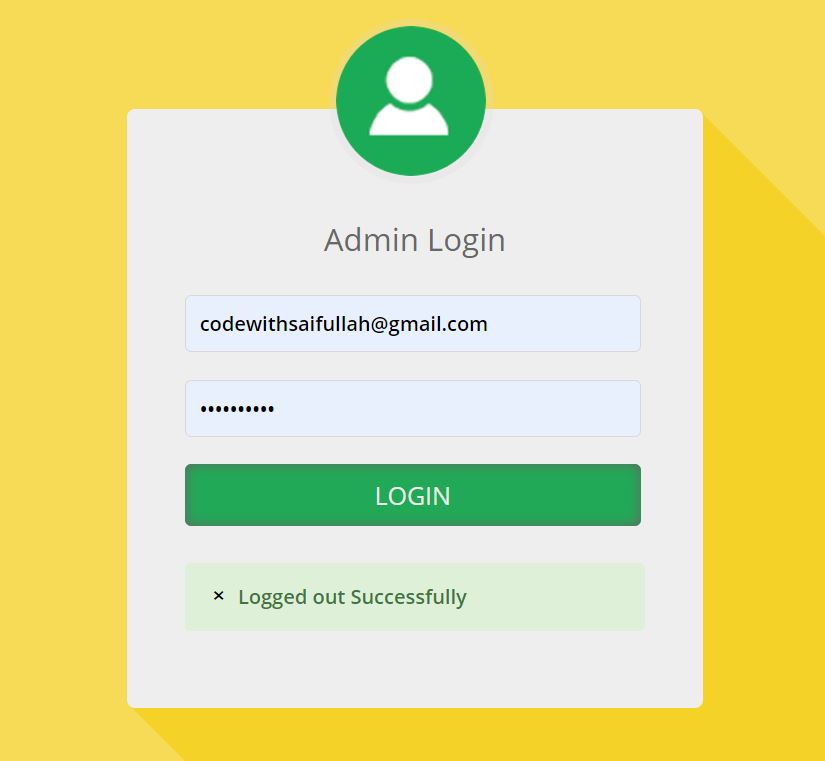 Admin Login
codewithsaifullah@gmail.com
••••••••••
LOGIN
× Logged out Successfully